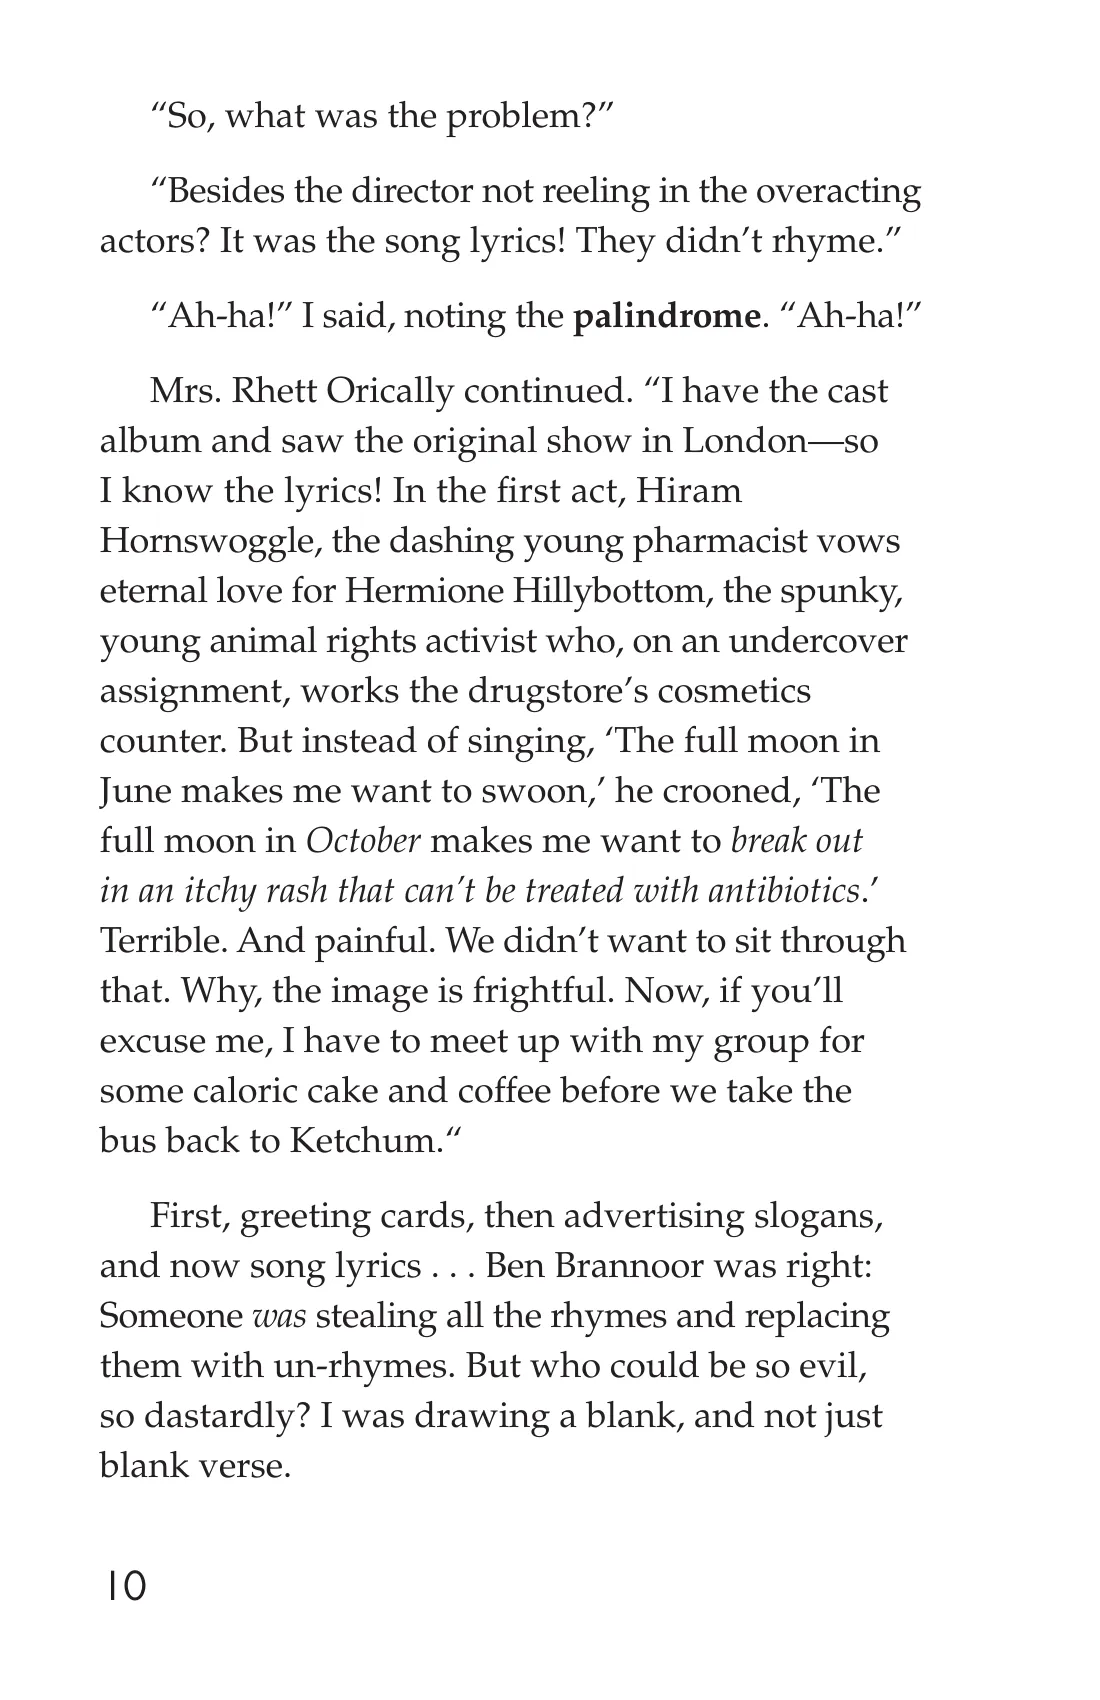 “So, what was the problem?”
“Besides the director not reeling in the overacting
actors? It was the song lyrics! They didn’t rhyme.”
“Ah-ha!” I said, noting the palindrome. “Ah-ha!”
Mrs. Rhett Orically continued. “I have the cast
album and saw the original show in London—so
I know the lyrics! In the first act, Hiram
Hornswoggle, the dashing young pharmacist vows
eternal love for Hermione Hillybottom, the spunky,
young animal rights activist who, on an undercover
assignment, works the drugstore’s cosmetics
counter. But instead of singing, ‘The full moon in
June makes me want to swoon,’ he crooned, ‘The
full moon in October makes me want to break out
in an itchy rash that can’t be treated with antibiotics.’
Terrible. And painful. We didn’t want to sit through
that. Why, the image is frightful. Now, if you’ll
excuse me, I have to meet up with my group for
some caloric cake and coffee before we take the
bus back to Ketchum.“
First, greeting cards, then advertising slogans,
and now song lyrics . . . Ben Brannoor was right:
Someone was stealing all the rhymes and replacing
them with un-rhymes. But who could be so evil,
so dastardly? I was drawing a blank, and not just
blank verse.
10